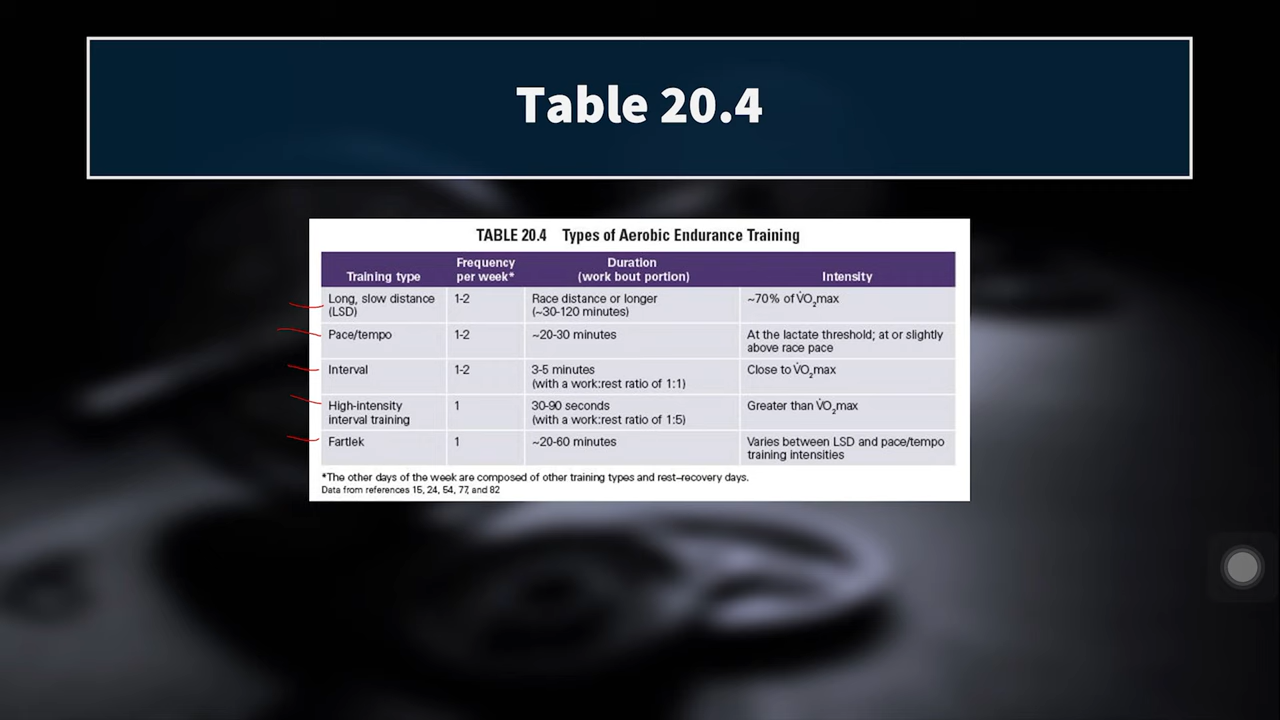 Table 20.4
TABLE 20.4 Types of Aerobic Endurance Training
Training type Frequency per week* Duration (work bout portion) Intensity
Long, slow distance (LSD) 1-2 Race distance or longer (~30-120 minutes) ~70% of V̇O₂max
Pace/tempo 1-2 ~20-30 minutes At the lactate threshold; at or slightly above race pace
Interval 1-2 3-5 minutes (with a work:rest ratio of 1:1) Close to V̇O₂max
High-intensity interval training 1 30-90 seconds (with a work:rest ratio of 1:5) Greater than V̇O₂max
Fartlek 1 ~20-60 minutes Varies between LSD and pace/tempo training intensities
*The other days of the week are composed of other training types and rest–recovery days.
Data from references 15, 24, 54, 77, and 82